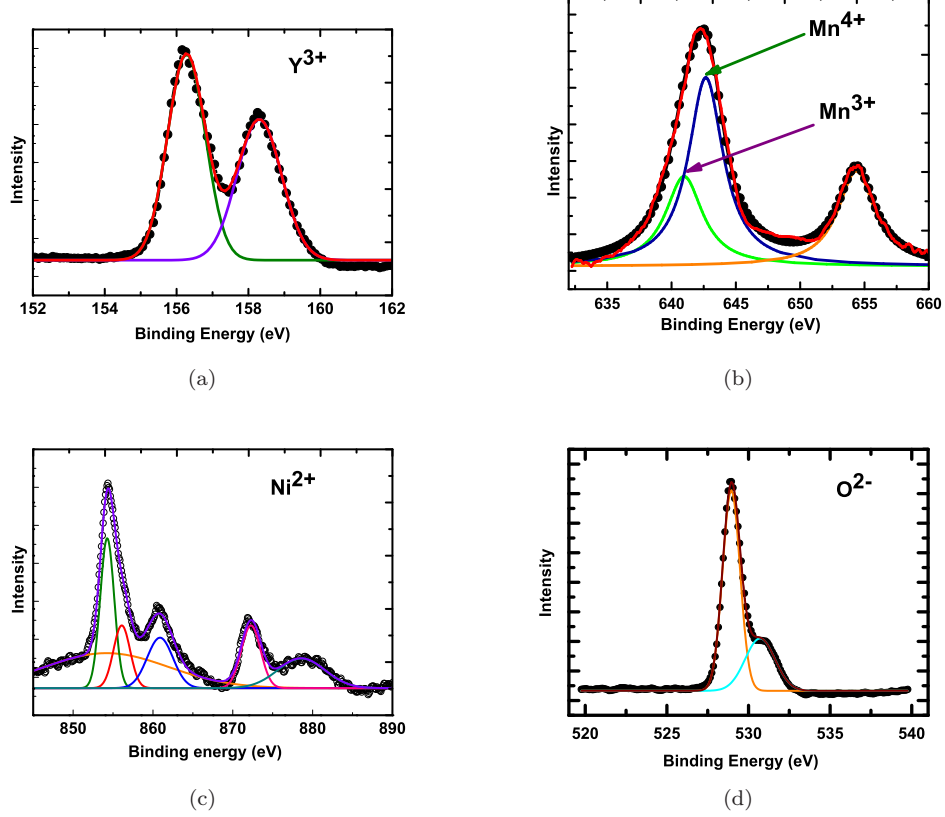 Y3+
Intensity
152 154 156 158 160 162
Binding Energy (eV)
(a)
Mn4+
Mn3+
Intensity
635 640 645 650 655 660
Binding Energy (eV)
(b)
Ni2+
Intensity
850 860 870 880 890
Binding energy (eV)
(c)
O2-
Intensity
520 525 530 535 540
Binding Energy (eV)
(d)